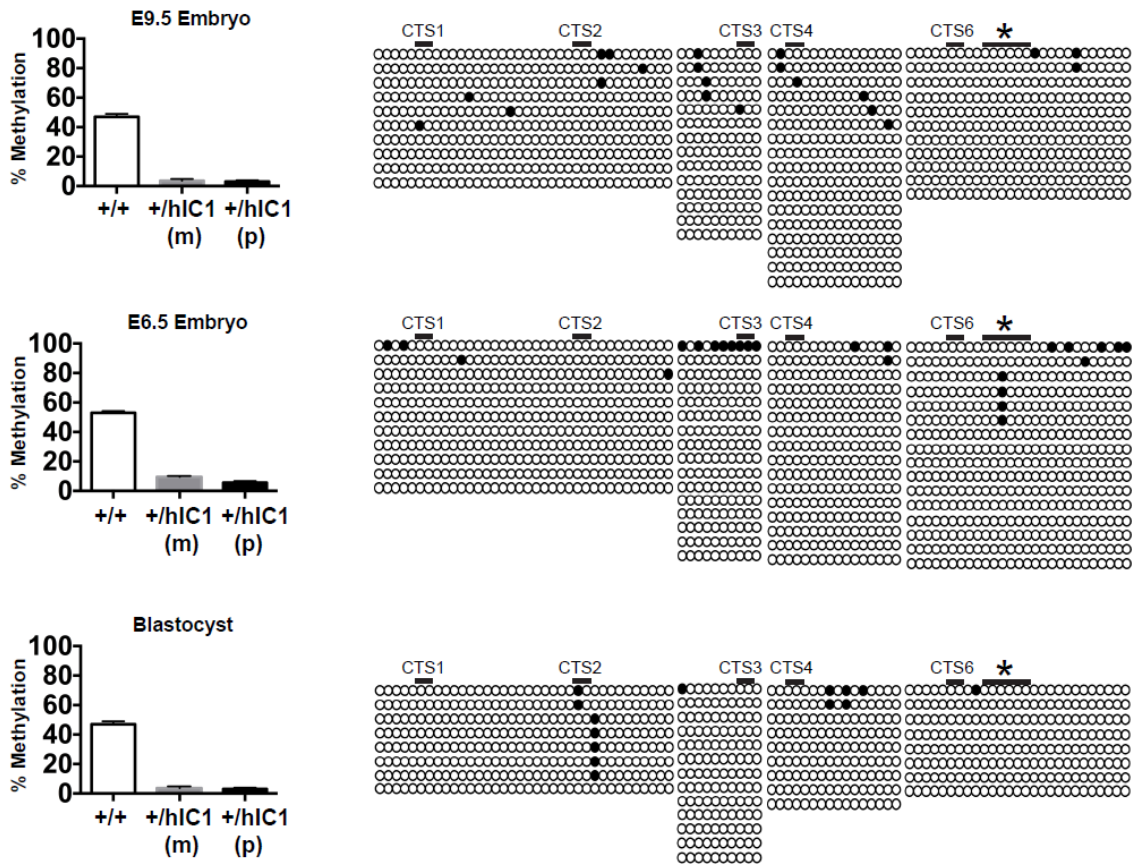 E9.5 Embryo
% Methylation
100
80
60
40
20
0
+/+ +/hIC1 +/hIC1
(m) (p)
CTS1 CTS2 CTS3 CTS4 CTS6 *
E6.5 Embryo
% Methylation
100
80
60
40
20
0
+/+ +/hIC1 +/hIC1
(m) (p)
CTS1 CTS2 CTS3 CTS4 CTS6 *
Blastocyst
% Methylation
100
80
60
40
20
0
+/+ +/hIC1 +/hIC1
(m) (p)
CTS1 CTS2 CTS3 CTS4 CTS6 *